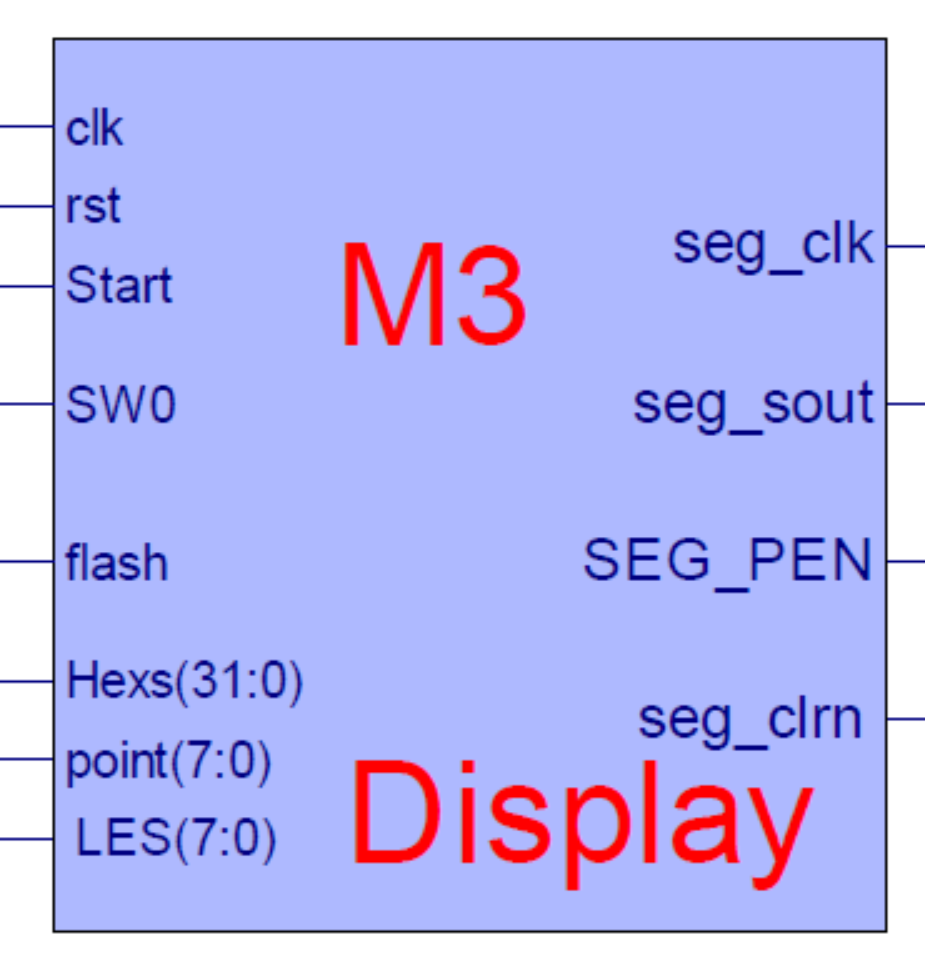 clk
rst
Start
SW0
flash
Hexs(31:0)
point(7:0)
LES(7:0)
M3
Display
seg_clk
seg_sout
SEG_PEN
seg_clrn